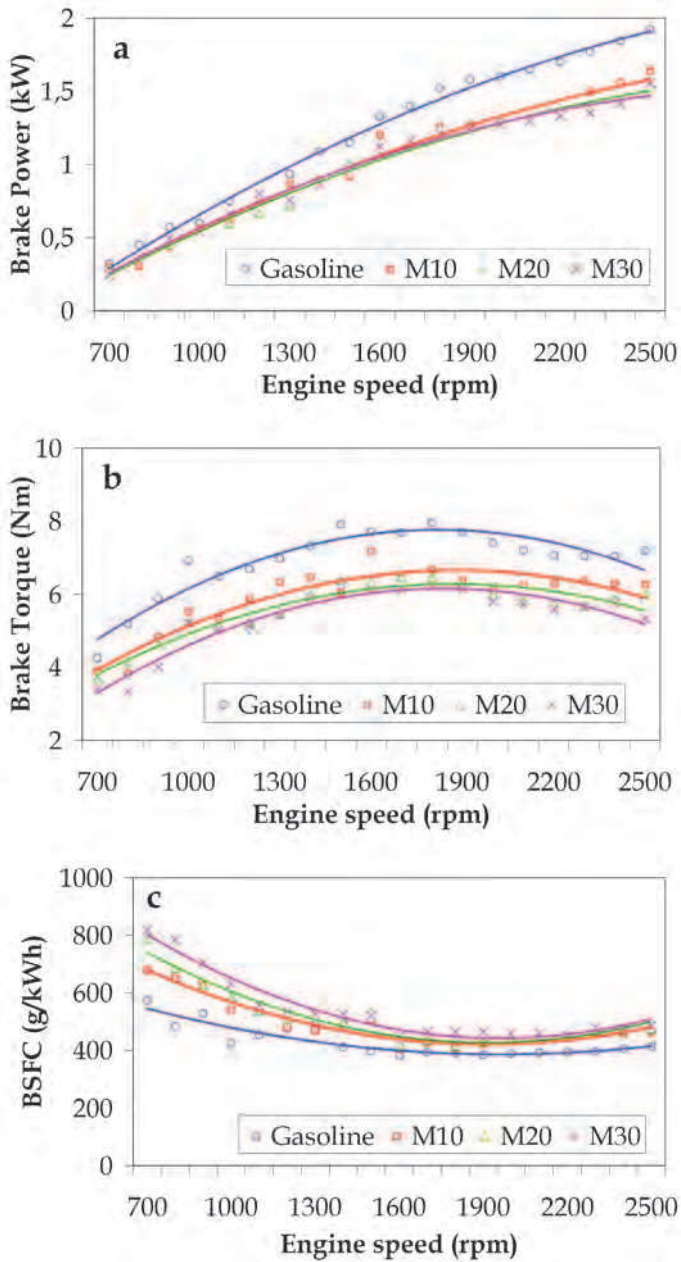 a
Brake Power (kW)
2
1,5
1
0,5
0
Gasoline M10 M20 M30
700 1000 1300 1600 1900 2200 2500
Engine speed (rpm)
b
Brake Torque (Nm)
10
8
6
4
2
Gasoline M10 M20 M30
700 1000 1300 1600 1900 2200 2500
Engine speed (rpm)
c
BSFC (g/kWh)
1000
800
600
400
200
0
Gasoline M10 M20 M30
700 1000 1300 1600 1900 2200 2500
Engine speed (rpm)